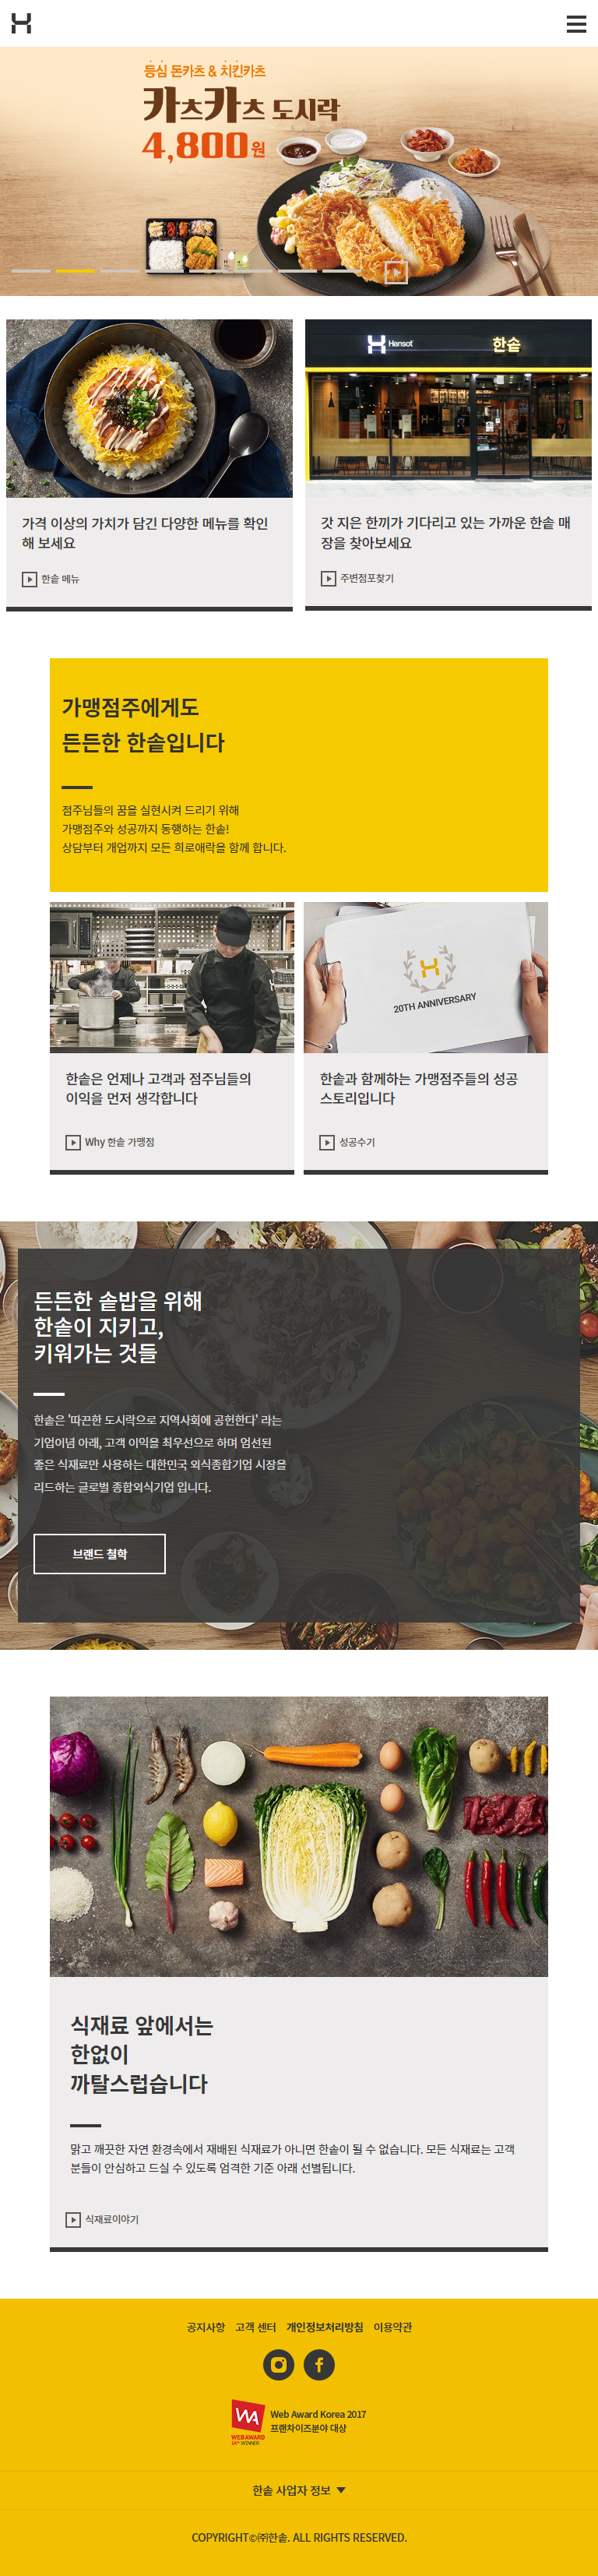 등심 돈카츠 & 치킨카츠
카츠카츠 도시락
4,800원
Hansot
한솥
가격 이상의 가치가 담긴 다양한 메뉴를 확인
해 보세요
한솥 메뉴
갓 지은 한끼가 기다리고 있는 가까운 한솥 매
장을 찾아보세요
주변점포찾기
가맹점주에게도
든든한 한솥입니다
점주님들의 꿈을 실현시켜 드리기 위해
가맹점주와 성공까지 동행하는 한솥!
상담부터 개업까지 모든 희로애락을 함께 합니다.
20TH ANNIVERSARY
한솥은 언제나 고객과 점주님들의
이익을 먼저 생각합니다
Why 한솥 가맹점
한솥과 함께하는 가맹점주들의 성공
스토리입니다
성공수기
든든한 솥밥을 위해
한솥이 지키고,
키워가는 것들
한솥은 '따끈한 도시락으로 지역사회에 공헌한다' 라는
기업이념 아래, 고객 이익을 최우선으로 하며 엄선된
좋은 식재료만 사용하는 대한민국 외식종합기업 시장을
리드하는 글로벌 종합외식기업 입니다.
브랜드 철학
식재료 앞에서는
한없이
까탈스럽습니다
맑고 깨끗한 자연 환경속에서 재배된 식재료가 아니면 한솥이 될 수 없습니다. 모든 식재료는 고객
분들이 안심하고 드실 수 있도록 엄격한 기준 아래 선별됩니다.
식재료이야기
공지사항 고객 센터 개인정보처리방침 이용약관
WEBAWARD
14th WINNER
Web Award Korea 2017
프랜차이즈분야 대상
한솥 사업자 정보
COPYRIGHT©㈜한솥. ALL RIGHTS RESERVED.